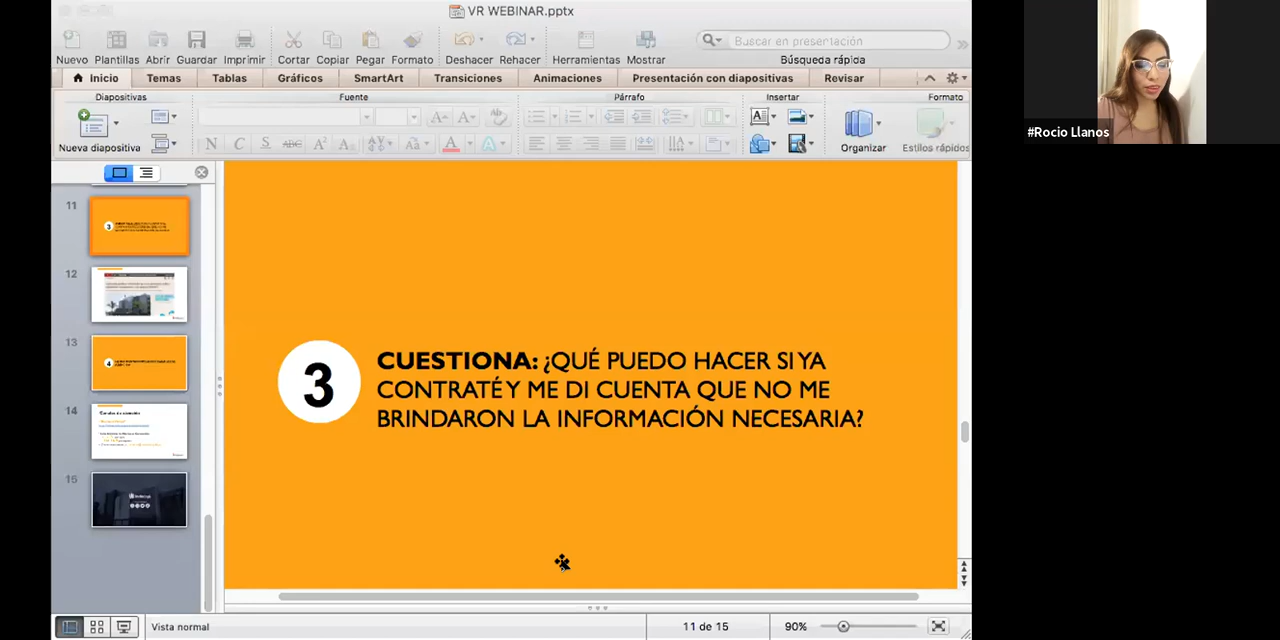 VR WEBINAR.pptx
Nuevo Plantillas Abrir Guardar Imprimir Cortar Copiar Pegar Formato Deshacer Rehacer Herramientas Mostrar
Buscar en presentación
Búsqueda rápida
Inicio Temas Tablas Gráficos SmartArt Transiciones Animaciones Presentación con diapositivas Revisar
Diapositivas Fuente Párrafo Insertar Formato
Nueva diapositiva
N C S ABC A² A
Organizar Estilos rápidos
11
12
13
14
15
3
CUESTIONA: ¿QUÉ PUEDO HACER SI YA
CONTRATÉ Y ME DI CUENTA QUE NO ME
BRINDARON LA INFORMACIÓN NECESARIA?
Vista normal
11 de 15
90%
#Rocio Llanos